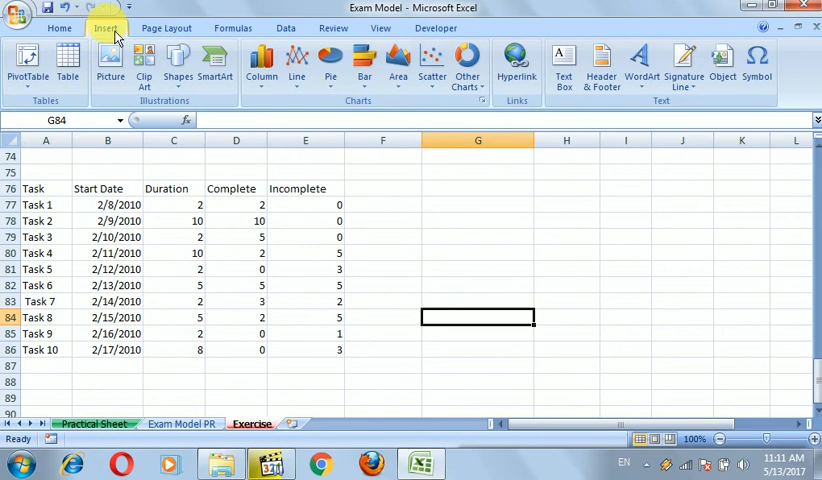 Exam Model - Microsoft Excel
Home Insert Page Layout Formulas Data Review View Developer
PivotTable Table Picture Clip Art Shapes SmartArt Column Line Pie Bar Area Scatter Other Charts Hyperlink Text Box Header & Footer WordArt Signature Line Object Symbol
Tables Illustrations Charts Links Text
G84 fx
A B C D E F G H I J K L
74
75
76 Task Start Date Duration Complete Incomplete
77 Task 1 2/8/2010 2 2 0
78 Task 2 2/9/2010 10 10 0
79 Task 3 2/10/2010 2 5 0
80 Task 4 2/11/2010 10 2 5
81 Task 5 2/12/2010 2 0 3
82 Task 6 2/13/2010 5 5 5
83 Task 7 2/14/2010 2 3 2
84 Task 8 2/15/2010 5 2 5
85 Task 9 2/16/2010 2 0 1
86 Task 10 2/17/2010 8 0 3
87
88
89
90
Practical Sheet Exam Model PR Exercise
Ready 100%
321
EN 11:11 AM
5/13/2017